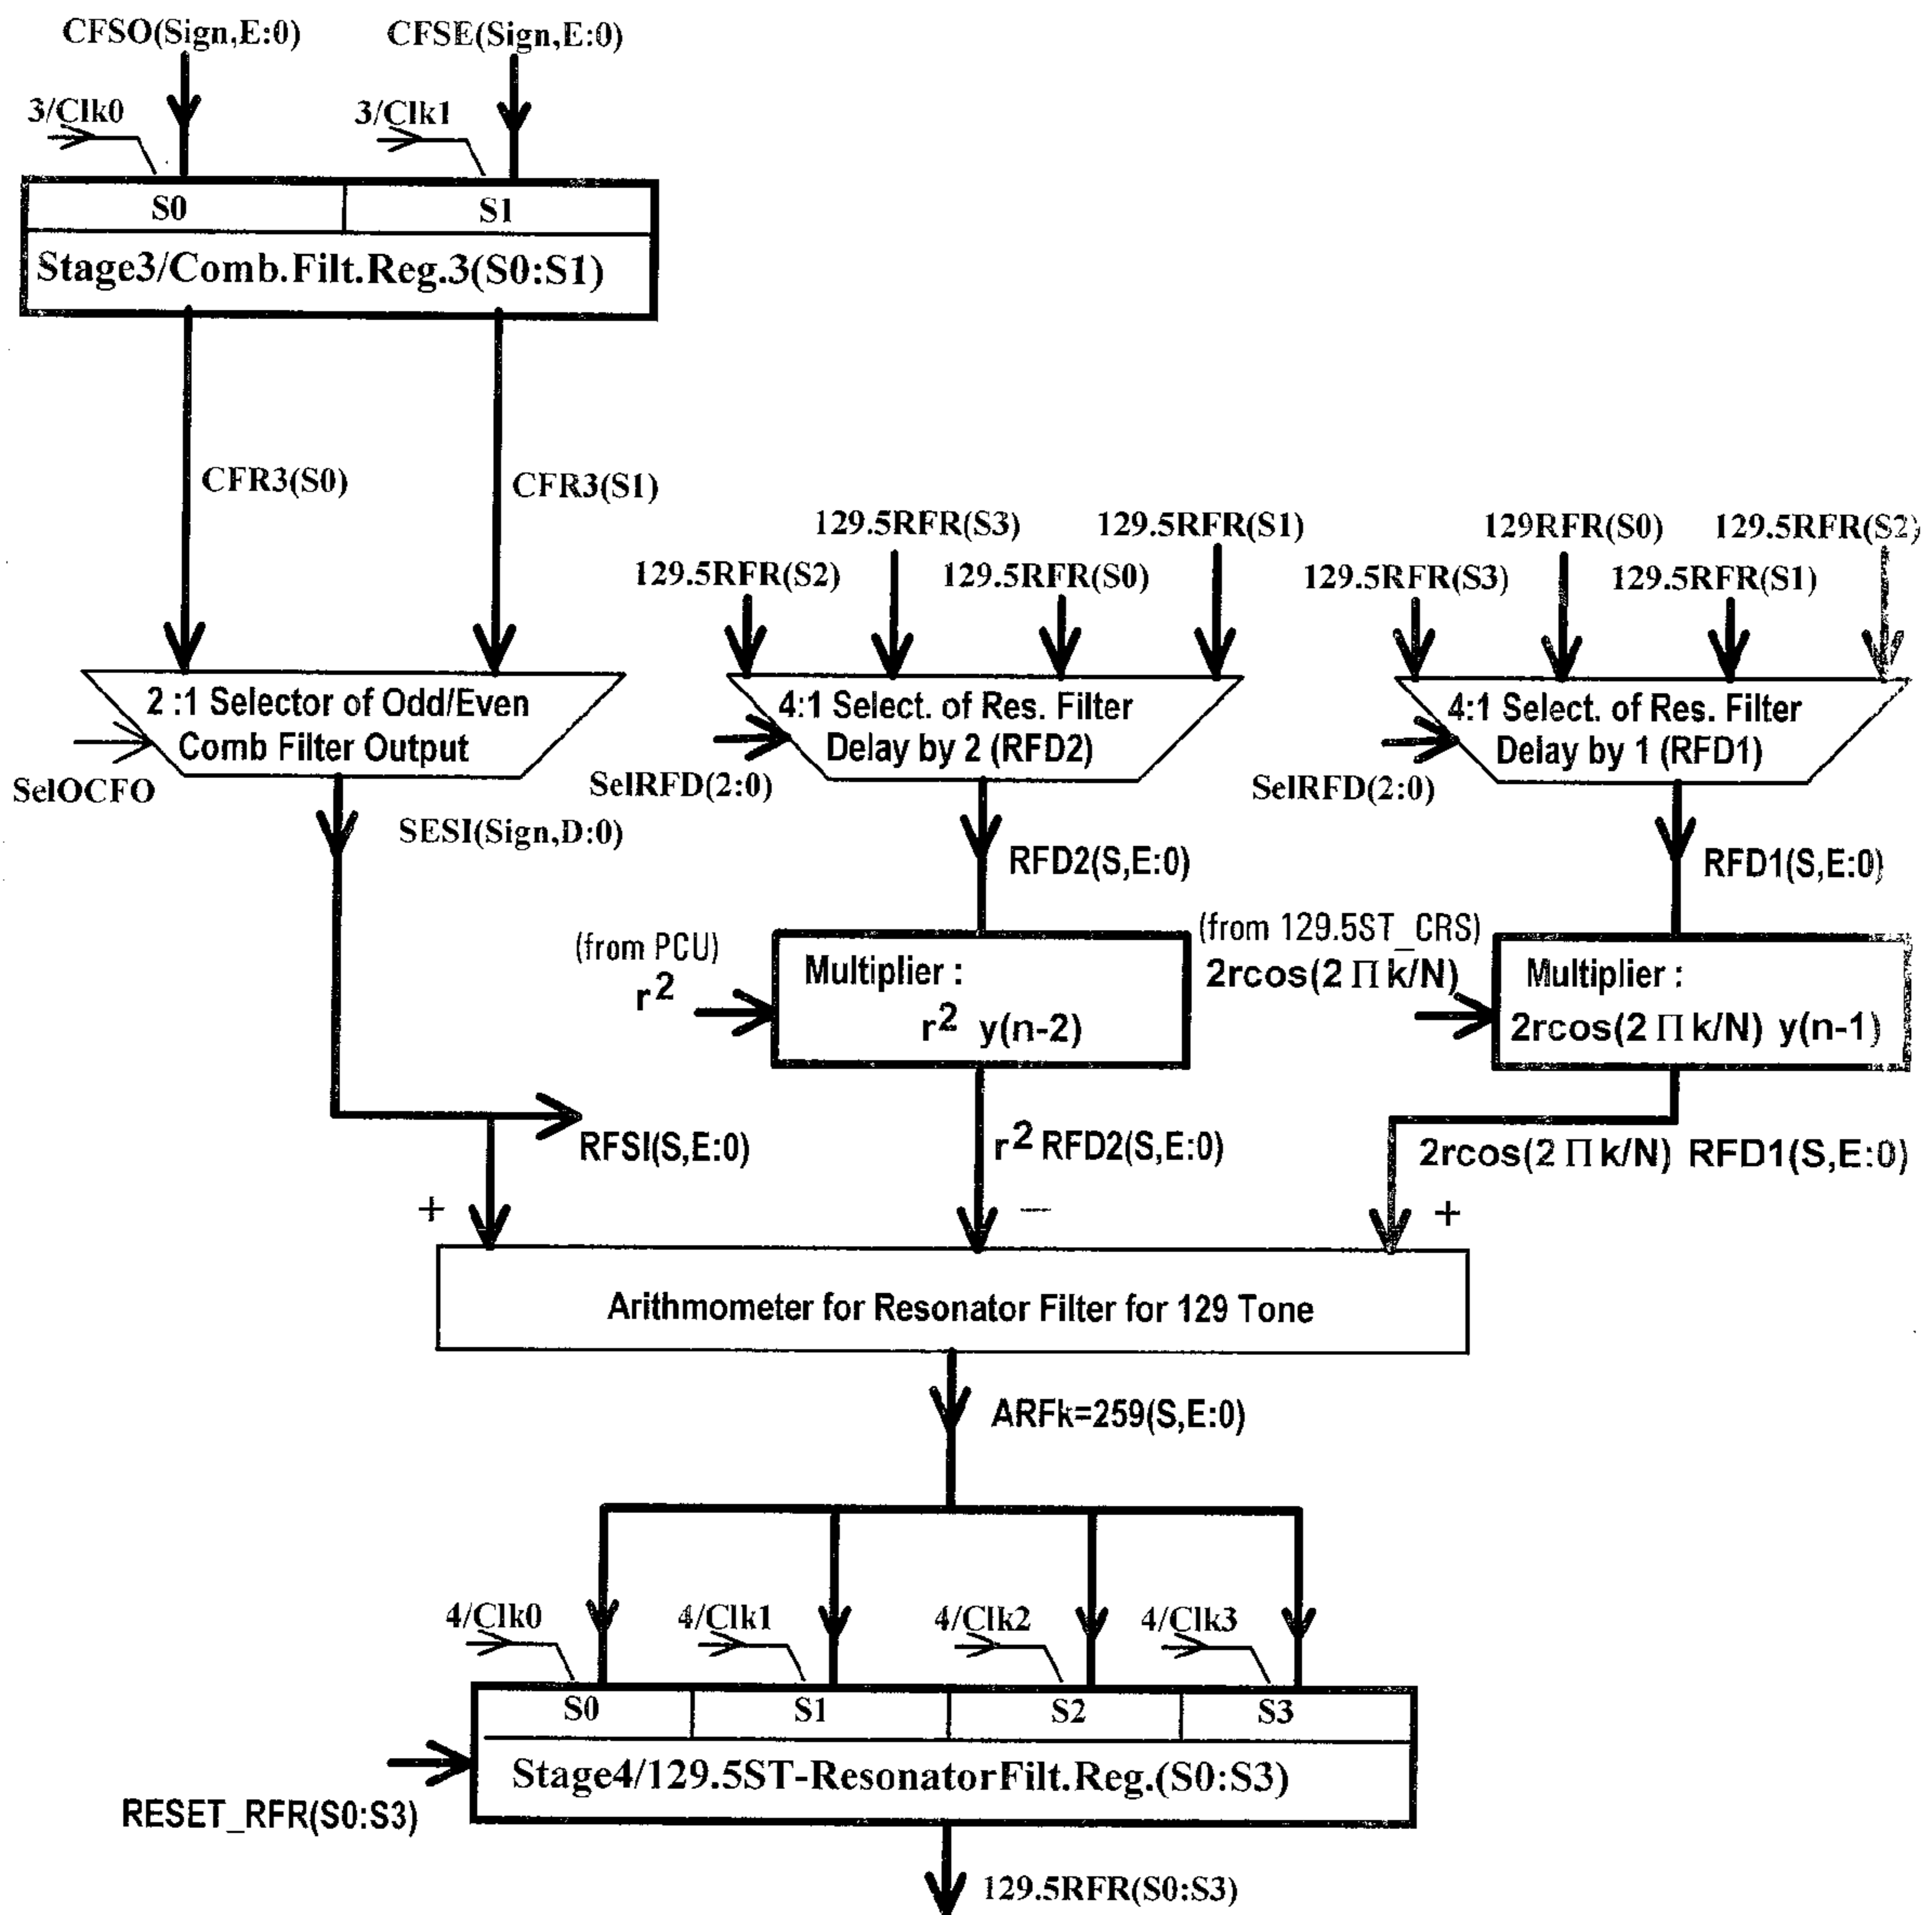 CFSO(Sign,E:0)
CFSE(Sign,E:0)
3/Clk0
3/Clk1
S0
S1
Stage3/Comb.Filt.Reg.3(S0:S1)
CFR3(S0)
CFR3(S1)
129.5RFR(S3)
129.5RFR(S1)
129RFR(S0)
129.5RFR(S2)
129.5RFR(S2)
129.5RFR(S0)
129.5RFR(S3)
129.5RFR(S1)
2 :1 Selector of Odd/Even
Comb Filter Output
4:1 Select. of Res. Filter
Delay by 2 (RFD2)
4:1 Select. of Res. Filter
Delay by 1 (RFD1)
SelOCFO
SelRFD(2:0)
SelRFD(2:0)
SESI(Sign,D:0)
RFD2(S,E:0)
RFD1(S,E:0)
(from PCU)
r²
Multiplier :
r² y(n-2)
(from 129.5ST_CRS)
2rcos(2 Π k/N)
Multiplier :
2rcos(2 Π k/N) y(n-1)
RFSI(S,E:0)
r² RFD2(S,E:0)
2rcos(2 Π k/N) RFD1(S,E:0)
+
—
+
Arithmometer for Resonator Filter for 129 Tone
ARFk=259(S,E:0)
4/Clk0
4/Clk1
4/Clk2
4/Clk3
S0
S1
S2
S3
Stage4/129.5ST-ResonatorFilt.Reg.(S0:S3)
RESET_RFR(S0:S3)
129.5RFR(S0:S3)